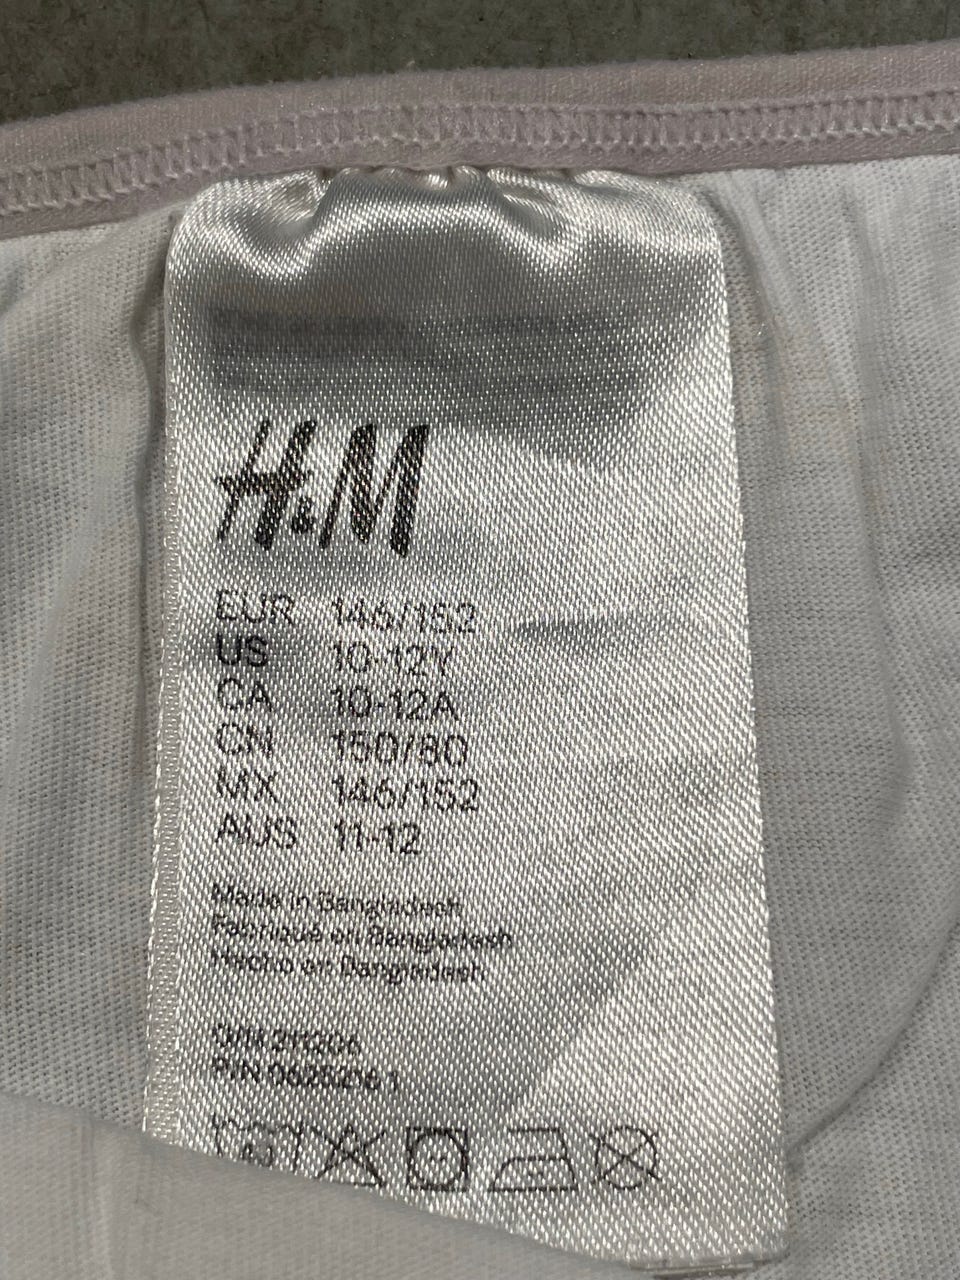 H&M
EUR 146/152
US 10-12Y
CA 10-12A
CN 150/80
MX 146/152
AUS 11-12
Made in Bangladesh
Fabriqué en Bangladesh
Hecho en Bangladesh
O/N 211206
P/N